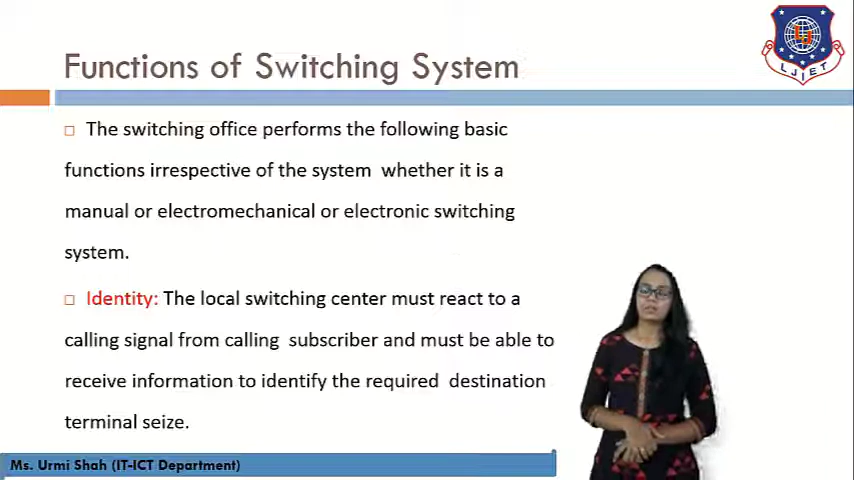 Functions of Switching System
LJIET
The switching office performs the following basic
functions irrespective of the system whether it is a
manual or electromechanical or electronic switching
system.
Identity: The local switching center must react to a
calling signal from calling subscriber and must be able to
receive information to identify the required destination
terminal seize.
Ms. Urmi Shah (IT-ICT Department)